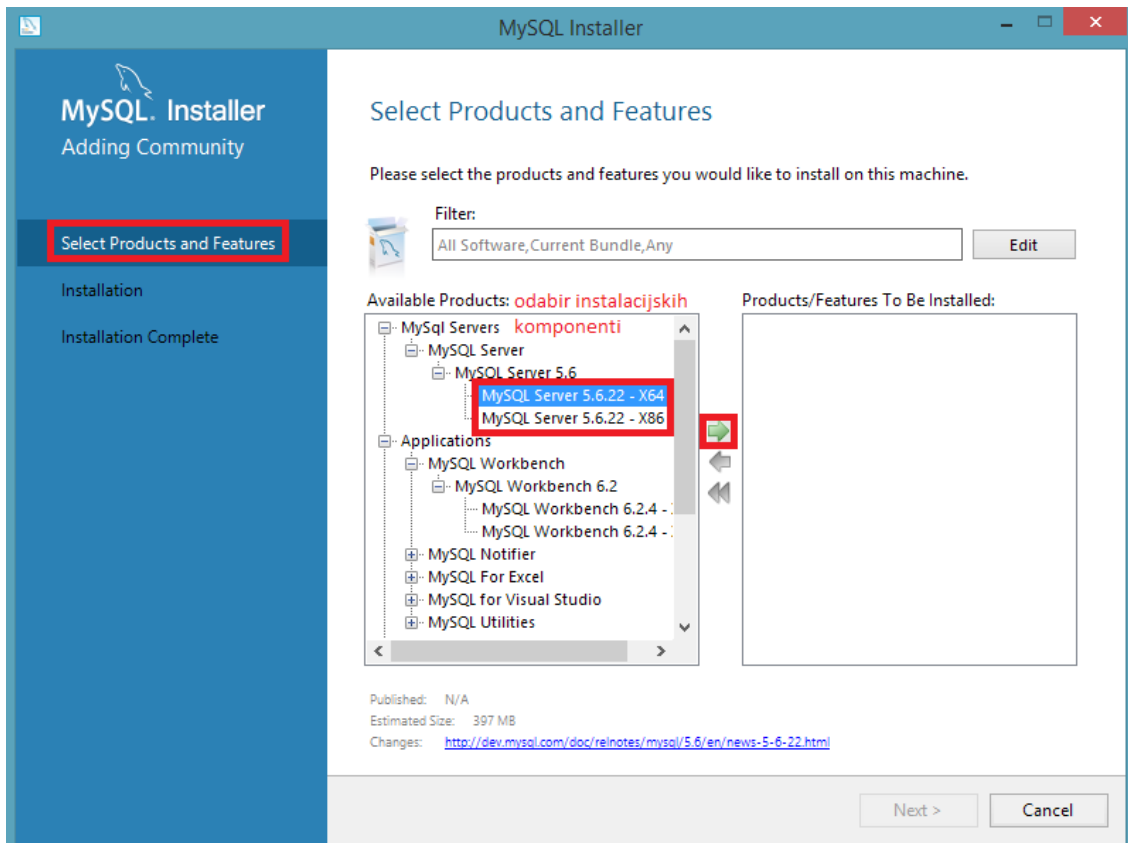 MySQL Installer
MySQL. Installer
Adding Community
Select Products and Features
Installation
Installation Complete
Select Products and Features
Please select the products and features you would like to install on this machine.
Filter:
All Software,Current Bundle,Any
Edit
Available Products: odabir instalacijskih
komponenti
Products/Features To Be Installed:
MySql Servers
MySQL Server
MySQL Server 5.6
MySQL Server 5.6.22 - X64
MySQL Server 5.6.22 - X86
Applications
MySQL Workbench
MySQL Workbench 6.2
MySQL Workbench 6.2.4 -
MySQL Workbench 6.2.4 -
MySQL Notifier
MySQL For Excel
MySQL for Visual Studio
MySQL Utilities
Published: N/A
Estimated Size: 397 MB
Changes: http://dev.mysql.com/doc/relnotes/mysql/5.6/en/news-5-6-22.html
Next >
Cancel